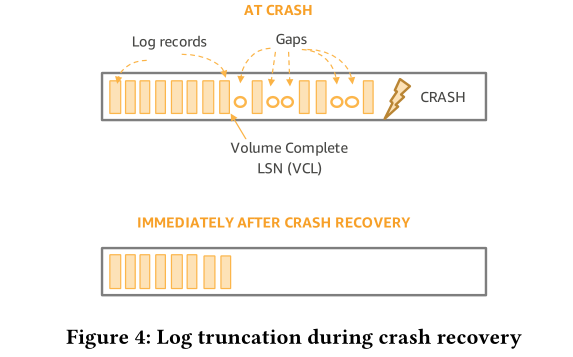 AT CRASH
Log records
Gaps
CRASH
Volume Complete
LSN (VCL)
IMMEDIATELY AFTER CRASH RECOVERY
Figure 4: Log truncation during crash recovery